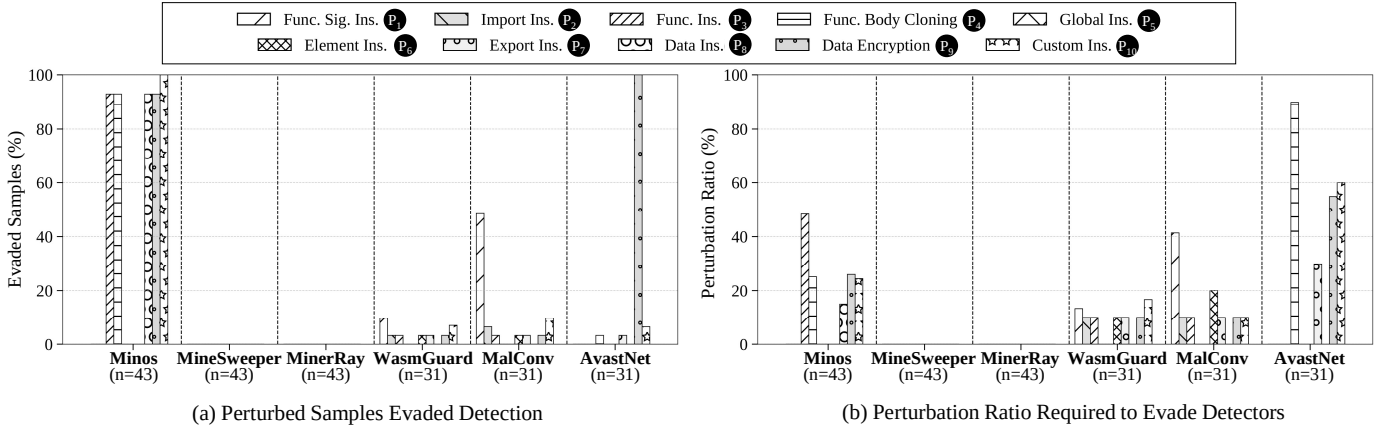 Func. Sig. Ins. P1 Import Ins. P2 Func. Ins. P3 Func. Body Cloning P4 Global Ins. P5
Element Ins. P6 Export Ins. P7 Data Ins. P8 Data Encryption P9 Custom Ins. P10
Evaded Samples (%)
100
80
60
40
20
0
Minos MineSweeper MinerRay WasmGuard MalConv AvastNet
(n=43) (n=43) (n=43) (n=31) (n=31) (n=31)
(a) Perturbed Samples Evaded Detection
Perturbation Ratio (%)
100
80
60
40
20
0
Minos MineSweeper MinerRay WasmGuard MalConv AvastNet
(n=43) (n=43) (n=43) (n=31) (n=31) (n=31)
(b) Perturbation Ratio Required to Evade Detectors